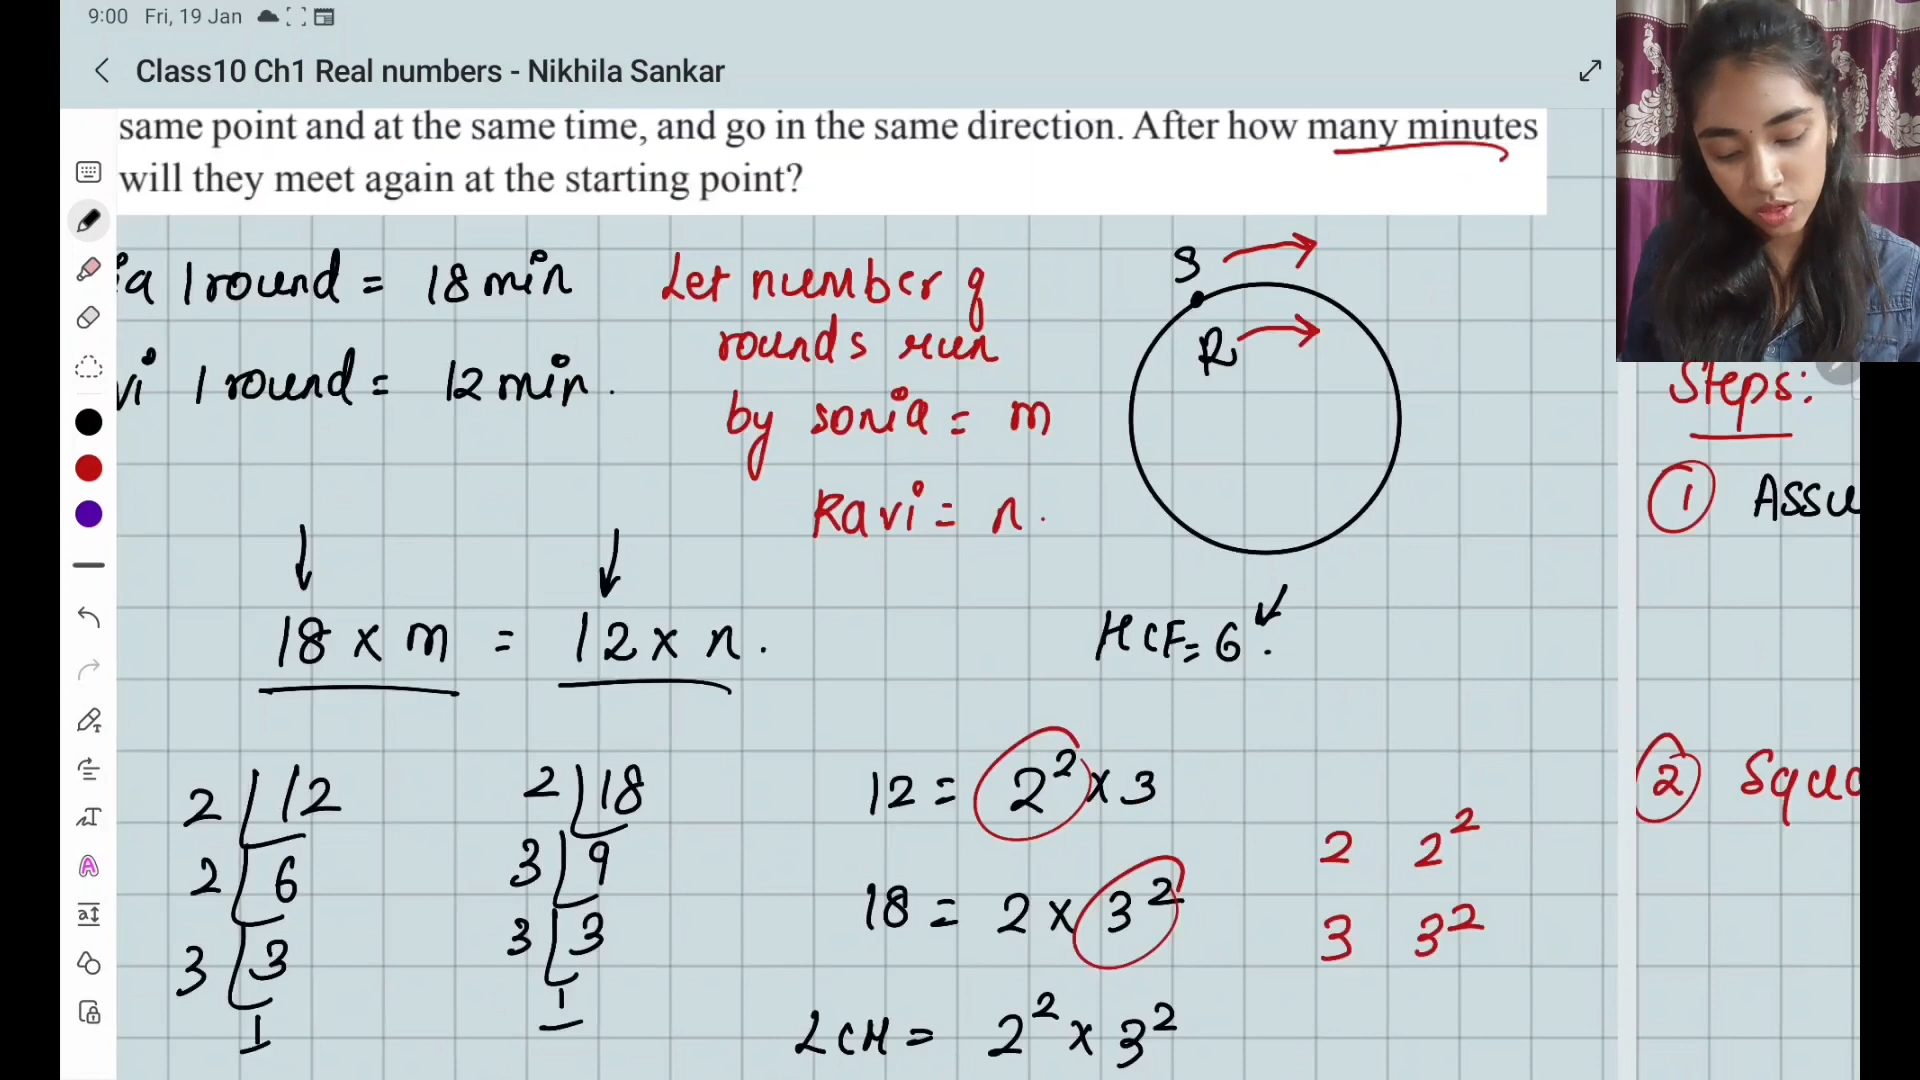 9:00 Fri, 19 Jan
Class10 Ch1 Real numbers - Nikhila Sankar
same point and at the same time, and go in the same direction. After how many minutes
will they meet again at the starting point?
ia 1 round = 18 min
vi 1 round = 12 min.
Let number of
rounds run
by sonia = m
Ravi = n.
S
R
18 x m = 12 x n.
HCF = 6.
2 12
2 6
3 3
1
2 18
3 9
3 3
1
12 = 2² x 3
18 = 2 x 3²
LCM = 2² x 3²
2 2²
3 3²
Steps:
1 Assu
2 Squa